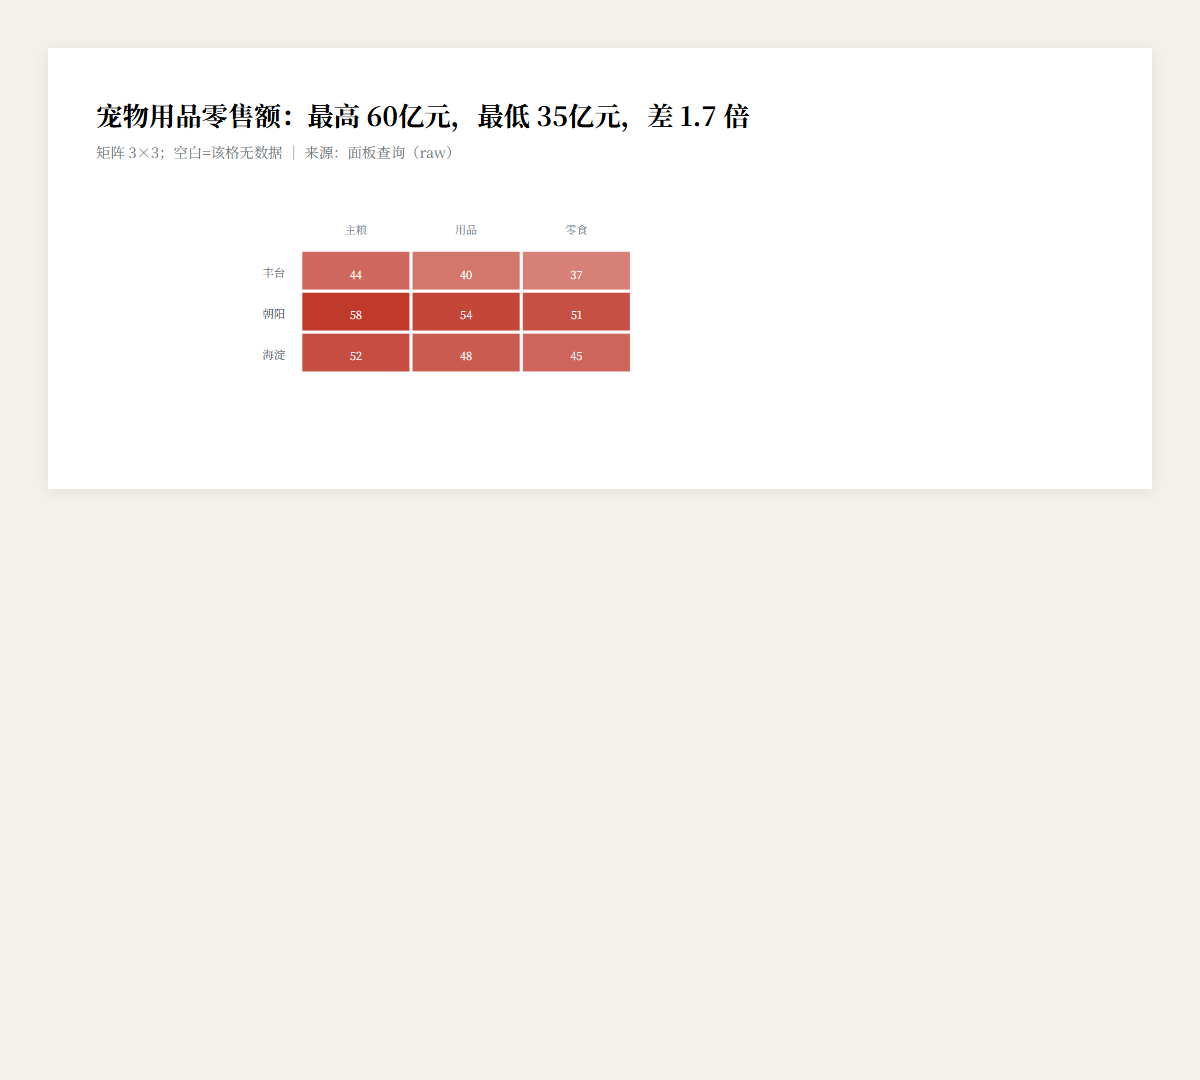 宠物用品零售额：最高 60亿元，最低 35亿元，差 1.7 倍
矩阵 3×3；空白=该格无数据 ｜ 来源：面板查询（raw）
主粮 用品 零食
丰台 44 40 37
朝阳 58 54 51
海淀 52 48 45